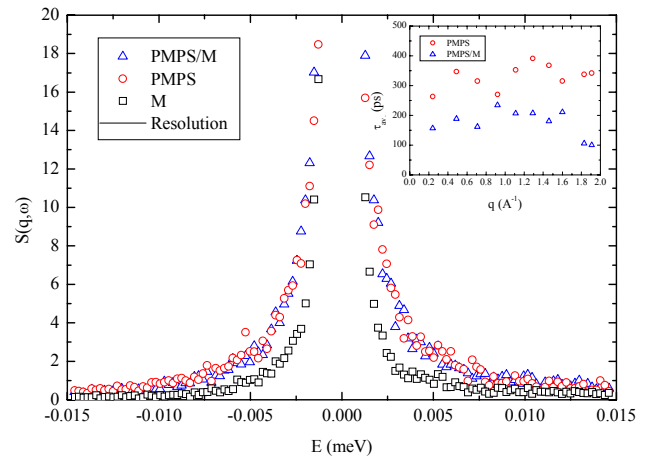 20
18
16
14
12
10
8
6
4
2
0
S(q,ω)
-0.015
-0.010
-0.005
0.000
0.005
0.010
0.015
E (meV)
PMPS/M
PMPS
M
Resolution
500
400
300
200
100
0
τav. (ps)
PMPS
PMPS/M
0.0 0.2 0.4 0.6 0.8 1.0 1.2 1.4 1.6 1.8 2.0
q (A-1)